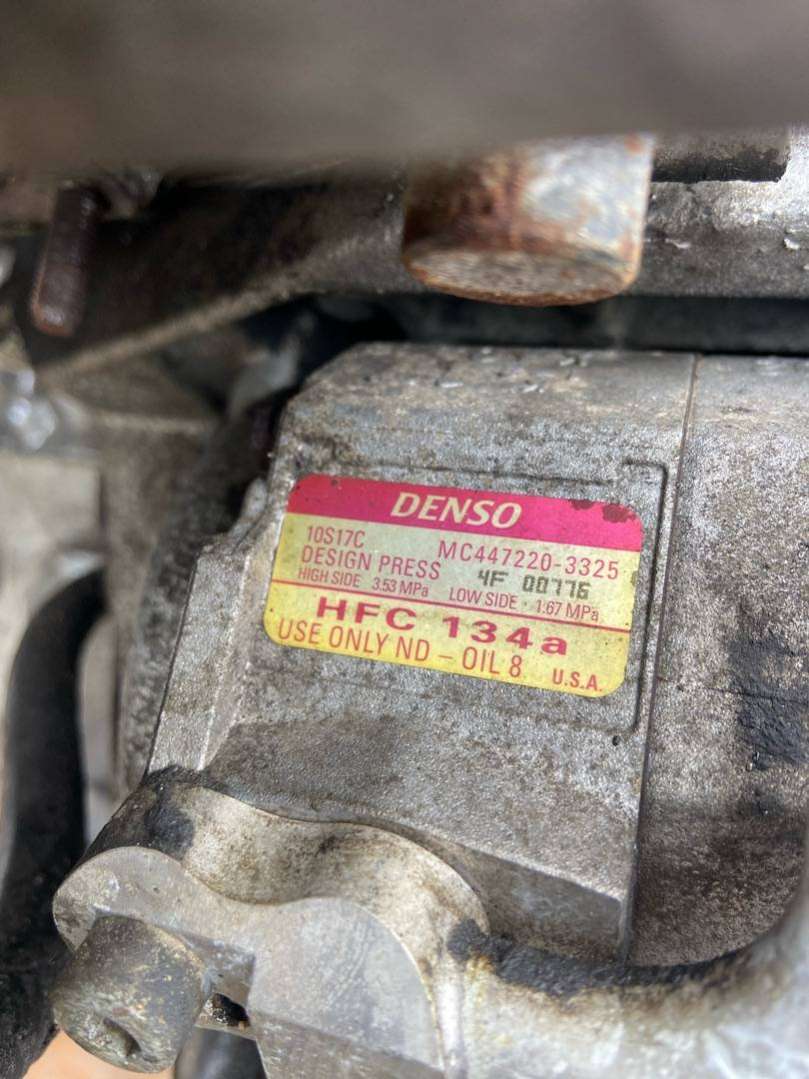 DENSO
10S17C MC447220-3325
DESIGN PRESS 4F 00776
HIGH SIDE 3.53 MPa LOW SIDE · 1.67 MPa
HFC 134a
USE ONLY ND-OIL 8 U.S.A.